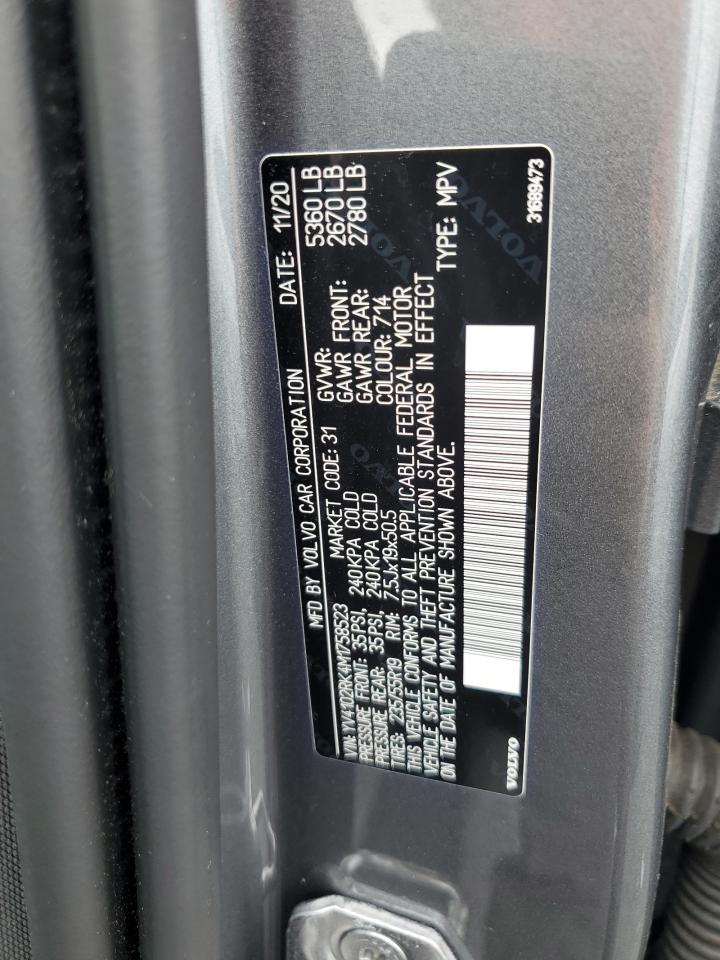 MFD BY VOLVO CAR CORPORATION DATE: 11/20
VIN: YV4102RK4M1758523 MARKET CODE: 31 GVWR: 5360 LB
PRESSURE FRONT: 35PSI, 240KPA COLD GAWR FRONT: 2670 LB
PRESSURE REAR: 35PSI, 240KPA COLD GAWR REAR: 2780 LB
TIRES: 235/55R19 RIM: 7.5Jx19x50.5 COLOUR: 714
THIS VEHICLE CONFORMS TO ALL APPLICABLE FEDERAL MOTOR
VEHICLE SAFETY AND THEFT PREVENTION STANDARDS IN EFFECT
ON THE DATE OF MANUFACTURE SHOWN ABOVE. TYPE: MPV
VOLVO 31689473